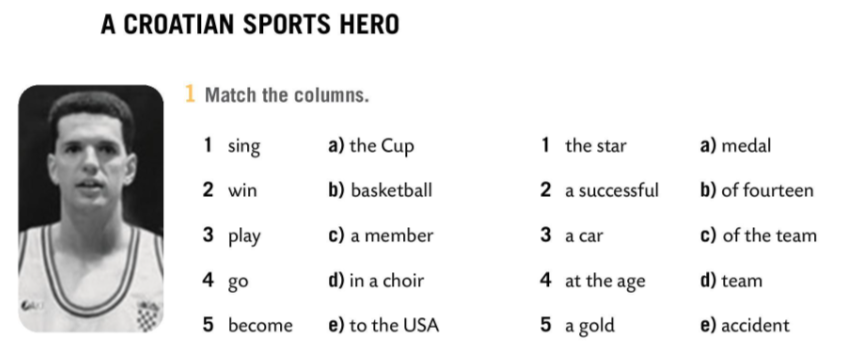 A CROATIAN SPORTS HERO
1 Match the columns.
1 sing a) the Cup 1 the star a) medal
2 win b) basketball 2 a successful b) of fourteen
3 play c) a member 3 a car c) of the team
4 go d) in a choir 4 at the age d) team
5 become e) to the USA 5 a gold e) accident